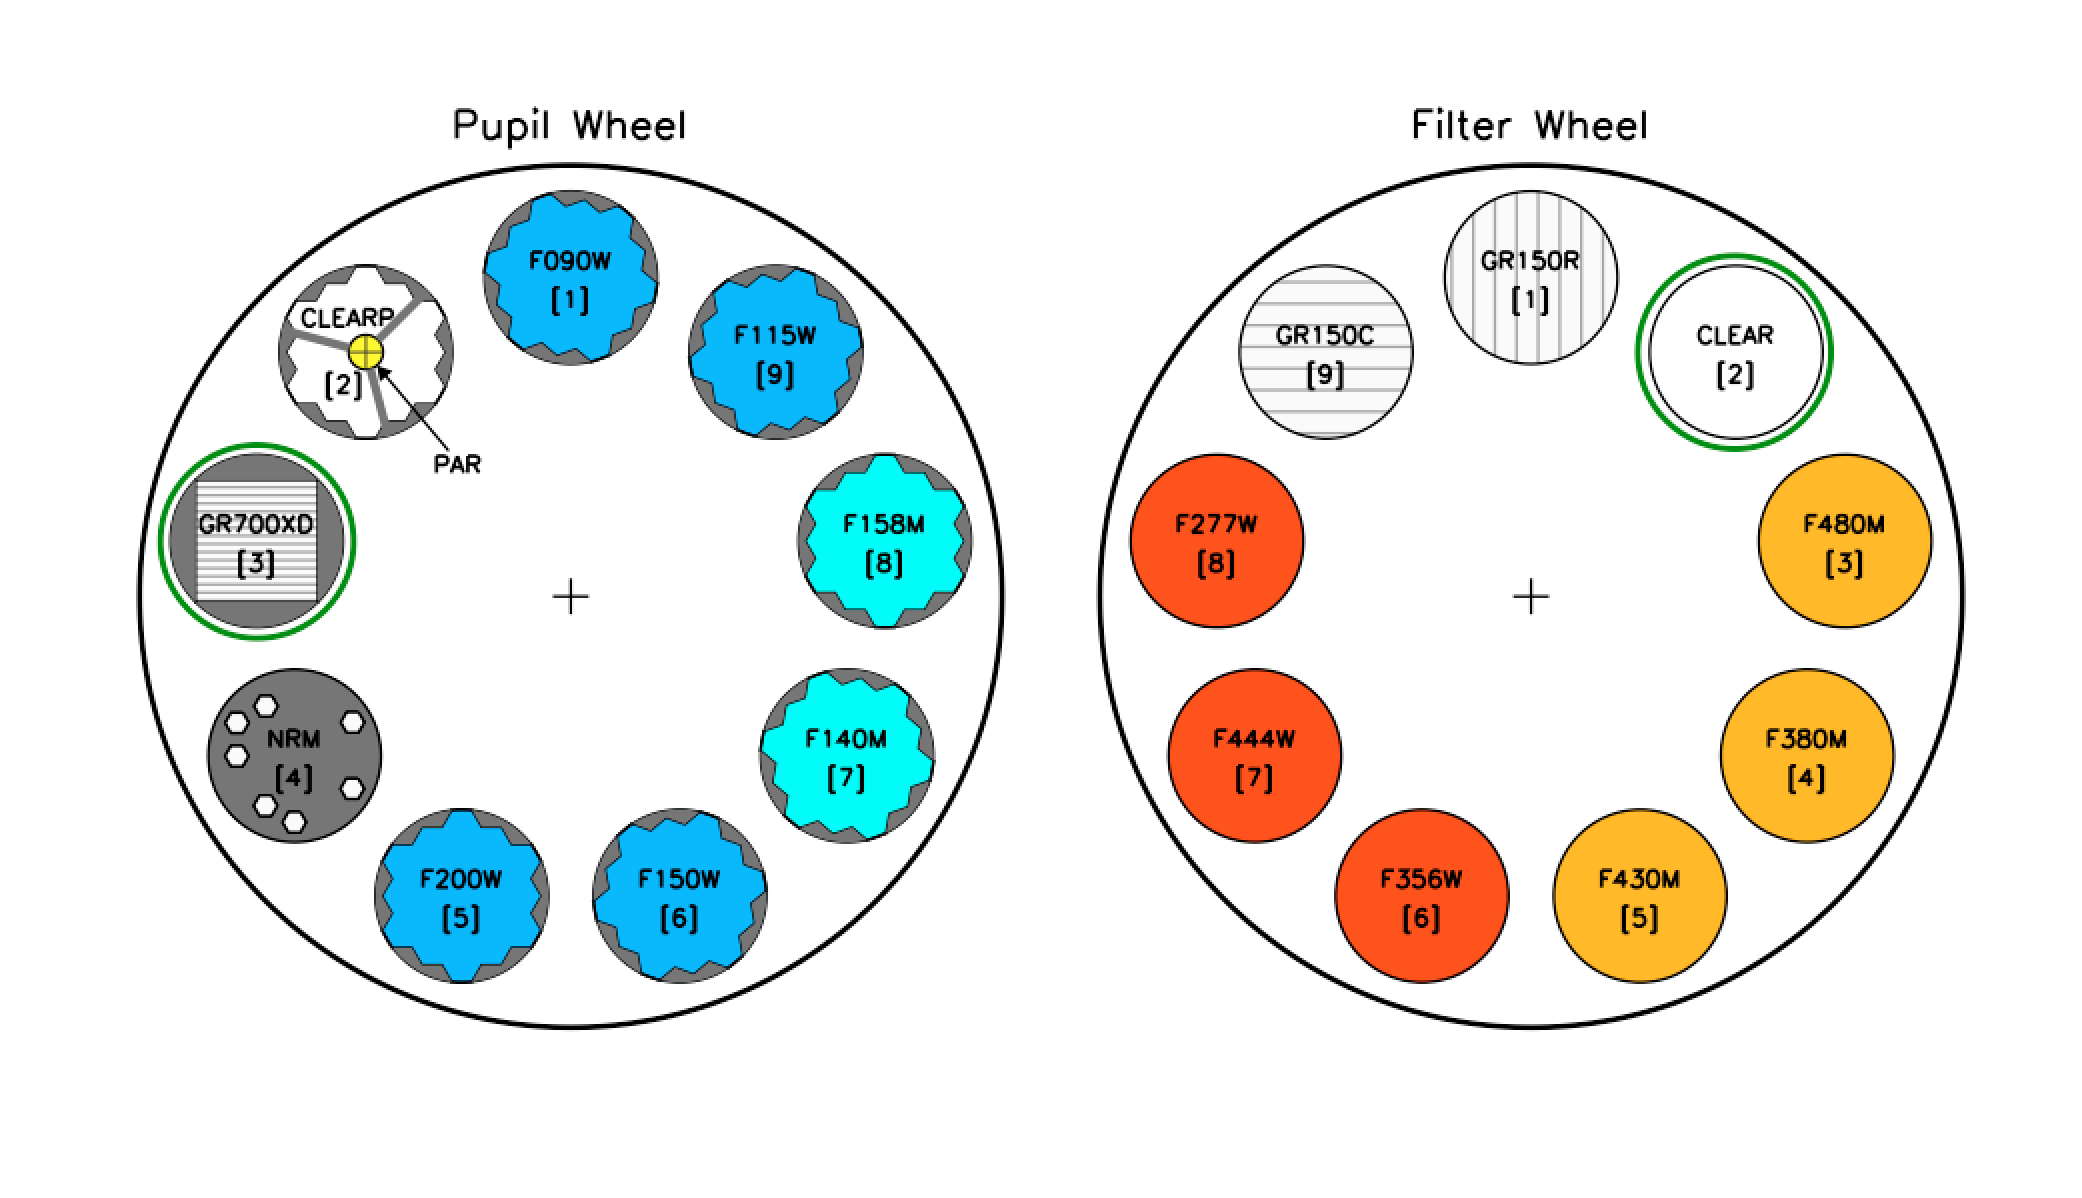 Pupil Wheel
F090W
[1]
F115W
[9]
F158M
[8]
F140M
[7]
F150W
[6]
F200W
[5]
NRM
[4]
GR700XD
[3]
CLEARP
[2]
PAR
Filter Wheel
GR150R
[1]
CLEAR
[2]
F480M
[3]
F380M
[4]
F430M
[5]
F356W
[6]
F444W
[7]
F277W
[8]
GR150C
[9]